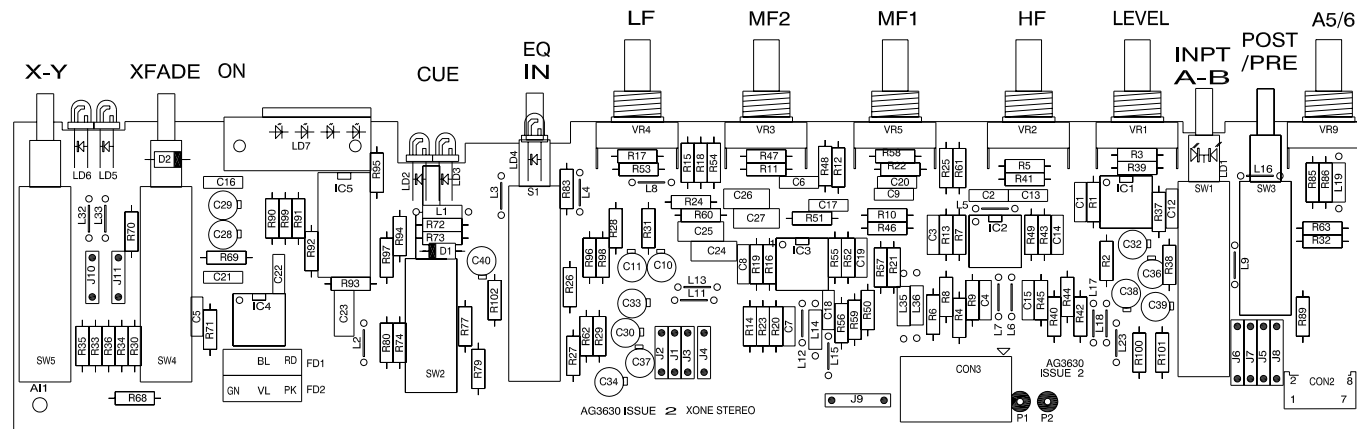 LF
MF2
MF1
HF
LEVEL
A5/6
X-Y
XFADE
ON
CUE
EQ
IN
INPT
A-B
POST
/PRE
VR4
VR3
VR5
VR2
VR1
VR9
LD6
LD5
D2
LD7
R95
LD2
LD3
LD4
S1
LD1
SW1
L16
SW3
R17
R53
R15
R18
R54
R47
R11
R48
R12
R58
R22
R25
R61
R5
R41
R3
R39
R85
R86
L19
C16
C29
C28
R69
C21
C22
IC5
R90
R99
R91
R92
R93
C23
IC4
L32
L33
R70
J10
J11
C5
R71
R35
R33
R36
R34
R30
SW5
SW4
AI1
R68
BL
RD
FD1
GN
VL
PK
FD2
L1
R72
R73
D1
R94
R97
L2
R80
R74
SW2
R77
R79
C40
R102
L3
R83
L4
L8
C6
C20
C9
C2
C13
L5
R24
R60
C26
C25
C27
C24
C17
R51
R10
R46
R28
R31
R96
R98
C11
C10
R26
L13
L11
C33
C30
C37
C34
R62
R29
R27
J2
J1
J3
J4
C8
R19
R16
IC3
R55
R52
C19
R57
R21
C3
R13
R7
IC2
R49
R43
C14
C1
R1
IC1
R37
C12
R2
C32
C36
C38
C39
R38
R63
R32
L9
R14
R23
R20
C7
L12
L14
C18
L15
R56
R59
R50
L35
L36
R6
R8
R4
R9
C4
L7
L6
C15
R45
R40
R44
R42
L17
L18
L23
R100
R101
R89
J6
J7
J5
J8
2
8
CON2
1
7
CON3
AG3630
ISSUE 2
J9
P1
P2
AG3630 ISSUE 2 XONE STEREO